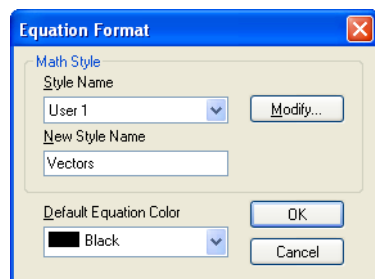 Equation Format
Math Style
Style Name
User 1
Modify...
New Style Name
Vectors
Default Equation Color
Black
OK
Cancel